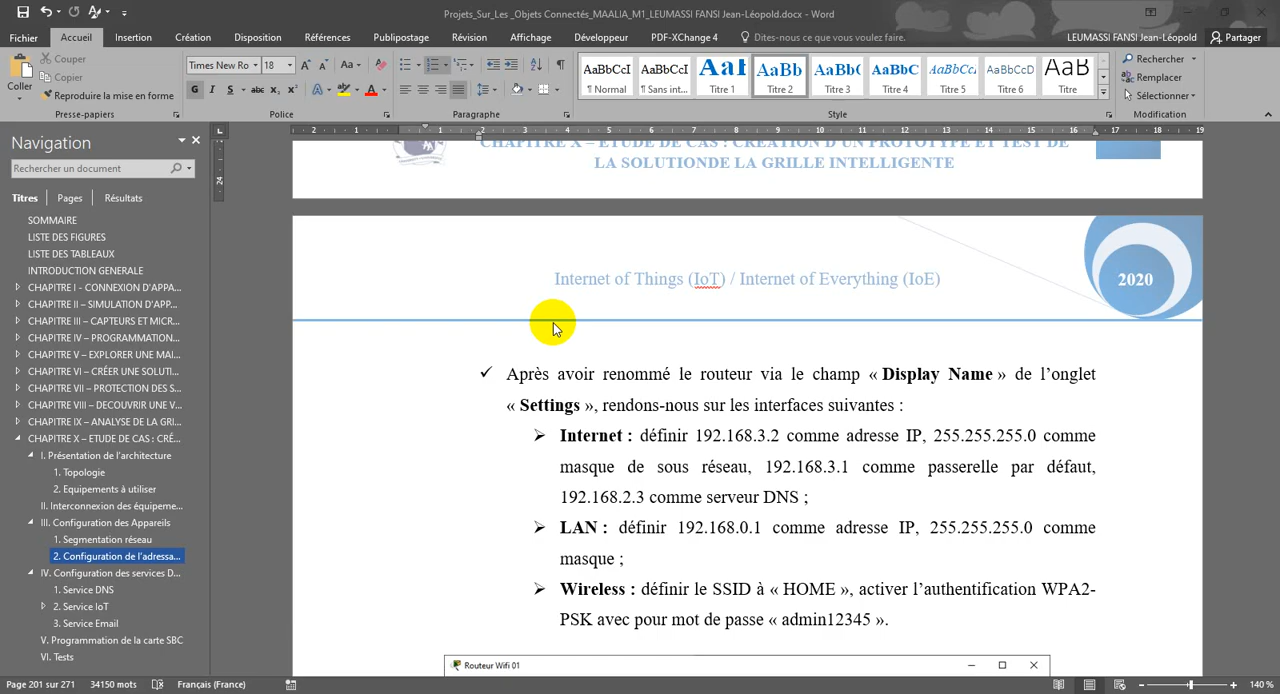 Projets_Sur_Les _Objets Connectés_MAALIA_M1_LEUMASSI FANSI Jean-Léopold.docx - Word
Fichier Accueil Insertion Création Disposition Références Publipostage Révision Affichage Développeur PDF-XChange 4 Dites-nous ce que vous voulez faire. LEUMASSI FANSI Jean-Léopold Partager
Coller
Couper
Copier
Reproduire la mise en forme
Presse-papiers
Times New Ro 18
G I S abc x₂ x²
Police
Paragraphe
AaBbCcI AaBbCcI AaBb AaBb AaBb( AaBbC AaBbCc AaBbCcD AaB
¶ Normal ¶ Sans int... Titre 1 Titre 2 Titre 3 Titre 4 Titre 5 Titre 6 Titre
Style
Rechercher
Remplacer
Sélectionner
Modification
Navigation
Rechercher un document
Titres Pages Résultats
SOMMAIRE
LISTE DES FIGURES
LISTE DES TABLEAUX
INTRODUCTION GENERALE
CHAPITRE I - CONNEXION D'APPA...
CHAPITRE II – SIMULATION D'APP...
CHAPITRE III – CAPTEURS ET MICR...
CHAPITRE IV – PROGRAMMATION...
CHAPITRE V – EXPLORER UNE MAI...
CHAPITRE VI – CRÉER UNE SOLUTI...
CHAPITRE VII – PROTECTION DES S...
CHAPITRE VIII – DECOUVRIR UNE V...
CHAPITRE IX – ANALYSE DE LA GRI...
CHAPITRE X – ETUDE DE CAS : CRÉ...
I. Présentation de l'architecture
1. Topologie
2. Equipements à utiliser
II. Interconnexion des équipeme...
III. Configuration des Appareils
1. Segmentation réseau
2. Configuration de l'adressa...
IV. Configuration des services D...
1. Service DNS
2. Service IoT
3. Service Email
V. Programmation de la carte SBC
VI. Tests
CHAPITRE X – ETUDE DE CAS : CRÉATION D'UN PROTOTYPE ET TEST DE
LA SOLUTIONDE LA GRILLE INTELLIGENTE
Internet of Things (IoT) / Internet of Everything (IoE)
2020
✓ Après avoir renommé le routeur via le champ « Display Name » de l'onglet
« Settings », rendons-nous sur les interfaces suivantes :
➢ Internet : définir 192.168.3.2 comme adresse IP, 255.255.255.0 comme
masque de sous réseau, 192.168.3.1 comme passerelle par défaut,
192.168.2.3 comme serveur DNS ;
➢ LAN : définir 192.168.0.1 comme adresse IP, 255.255.255.0 comme
masque ;
➢ Wireless : définir le SSID à « HOME », activer l'authentification WPA2-
PSK avec pour mot de passe « admin12345 ».
Routeur Wifi 01
Page 201 sur 271 34150 mots Français (France) 140 %